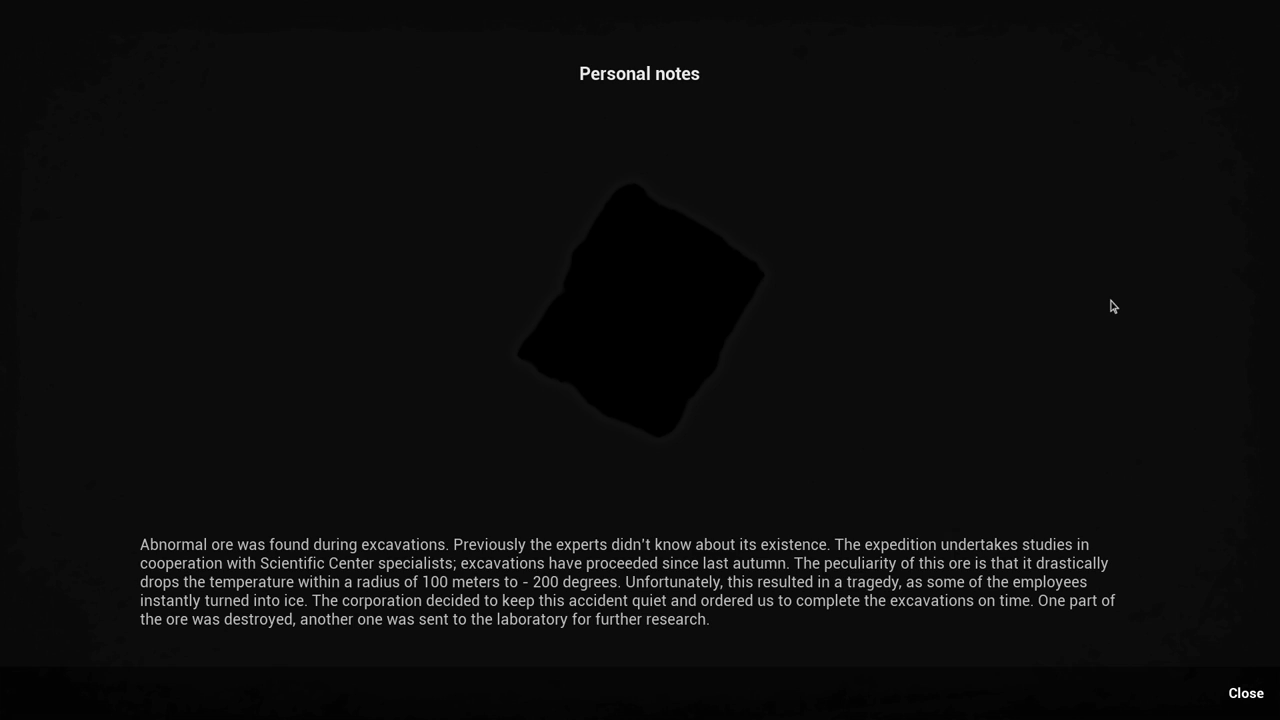 Personal notes
Abnormal ore was found during excavations. Previously the experts didn't know about its existence. The expedition undertakes studies in
cooperation with Scientific Center specialists; excavations have proceeded since last autumn. The peculiarity of this ore is that it drastically
drops the temperature within a radius of 100 meters to - 200 degrees. Unfortunately, this resulted in a tragedy, as some of the employees
instantly turned into ice. The corporation decided to keep this accident quiet and ordered us to complete the excavations on time. One part of
the ore was destroyed, another one was sent to the laboratory for further research.
Close